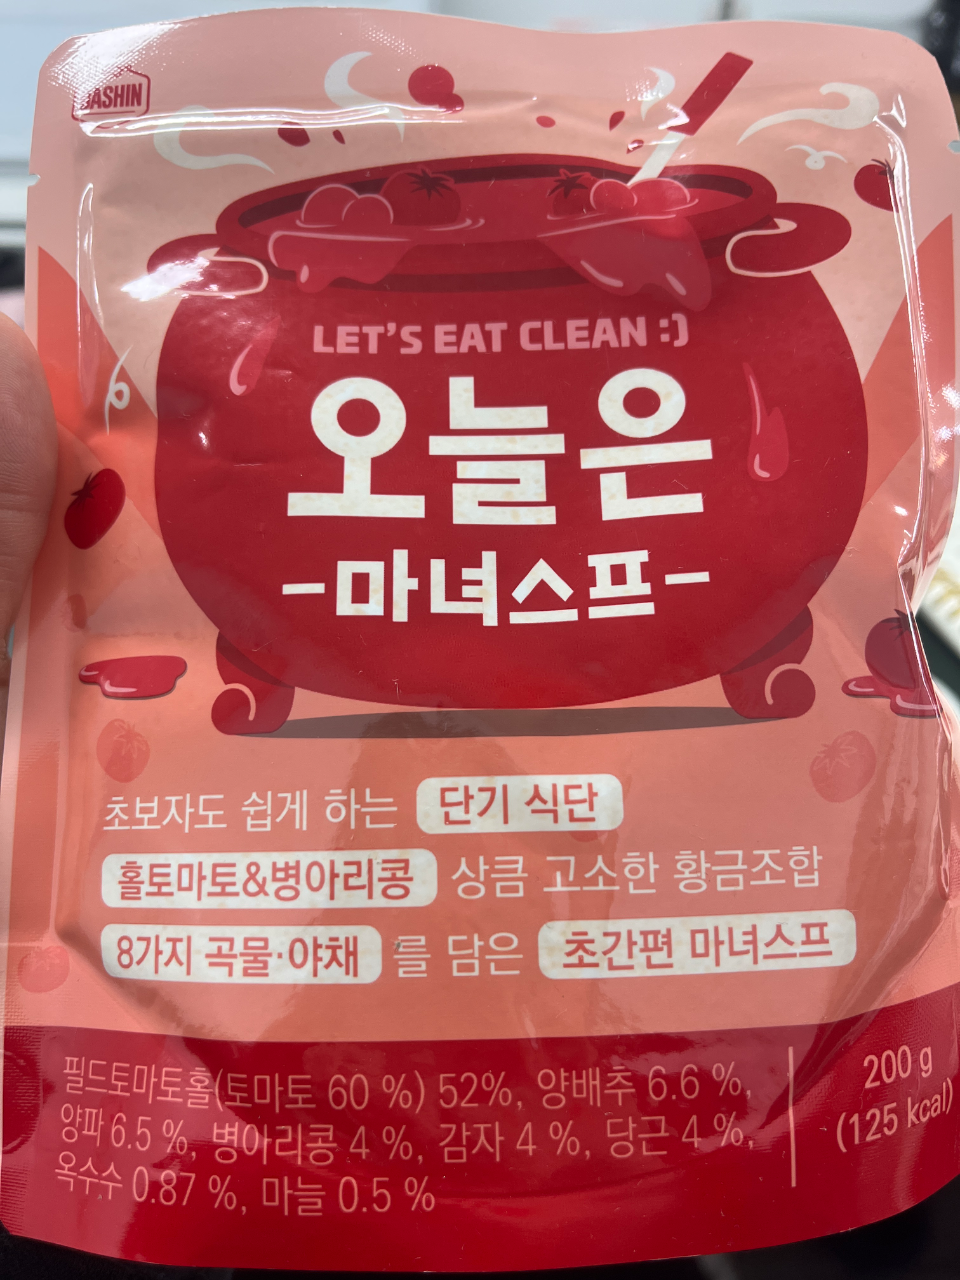 DASHIN
LET'S EAT CLEAN :)
오늘은
-마녀스프-
초보자도 쉽게 하는 단기 식단
홀토마토&병아리콩 상큼 고소한 황금조합
8가지 곡물·야채 를 담은 초간편 마녀스프
필드토마토홀(토마토 60 %) 52%, 양배추 6.6 %,
양파 6.5 %, 병아리콩 4 %, 감자 4 %, 당근 4 %,
옥수수 0.87 %, 마늘 0.5 %
200 g
(125 kcal)